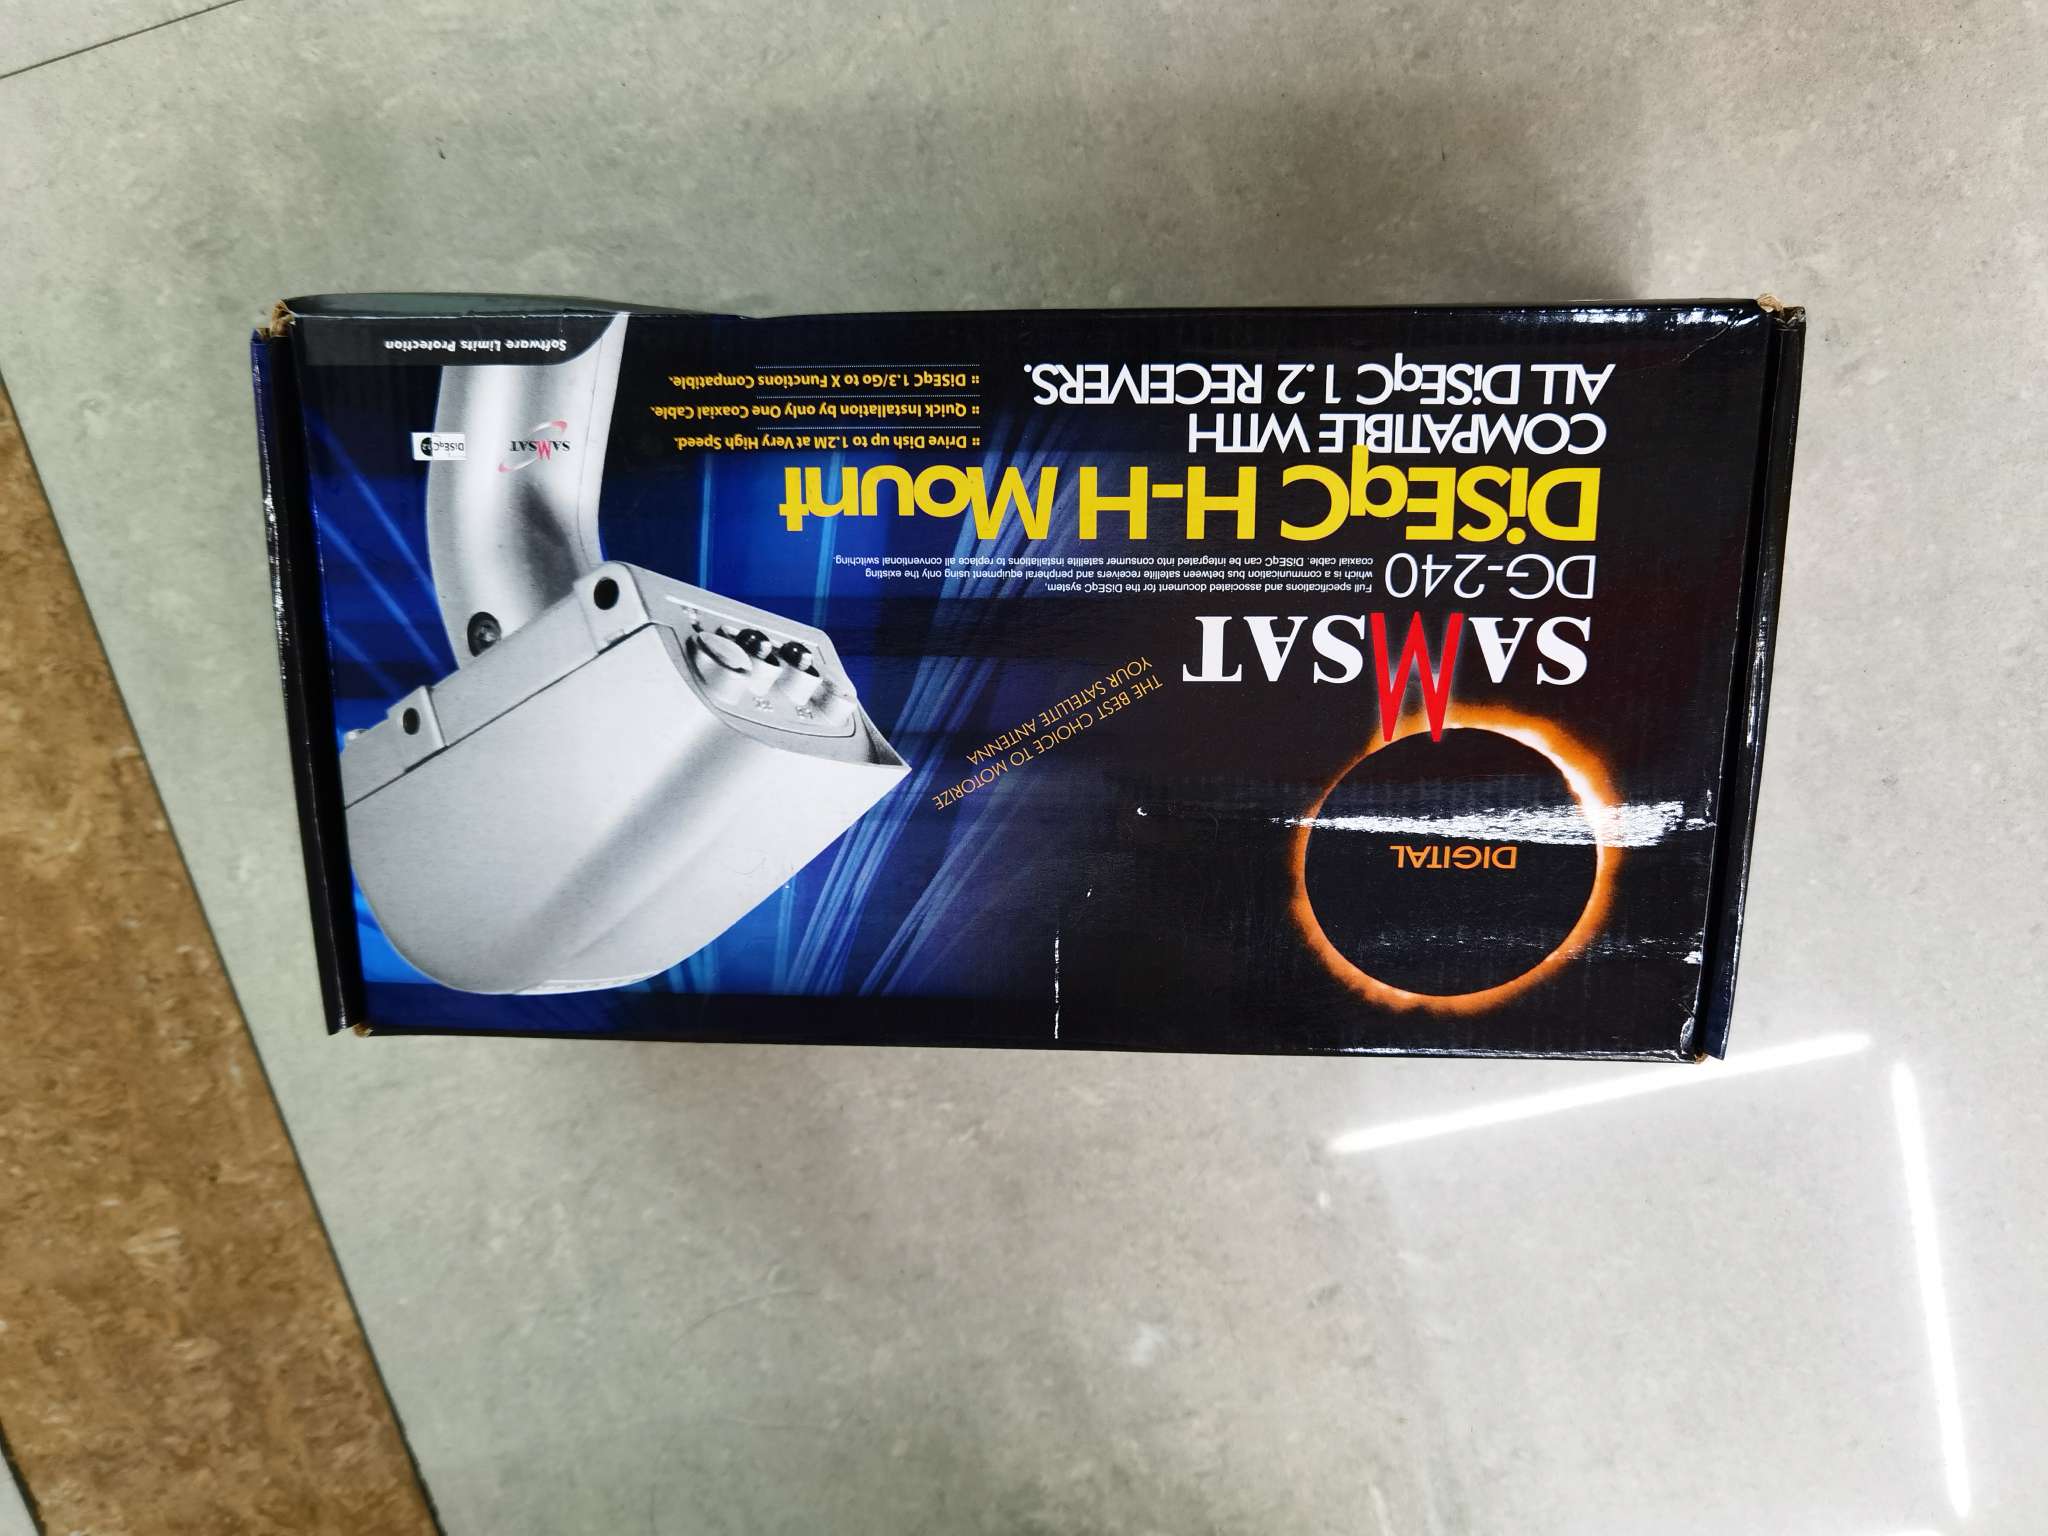 DIGITAL
SAMSAT
THE BEST CHOICE TO MOTORIZE
YOUR SATELLITE ANTENNA
DG-240
Full specifications and associated document for the DiSEqC system,
which is a communication bus between satellite receivers and peripheral equipment using only the existing
coaxial cable. DiSEqC can be integrated into consumer satellite installations to replace all conventional switching.
DiSEqC H-H Mount
COMPATIBLE WITH
ALL DiSEqC 1.2 RECEIVERS.
:: Drive Dish up to 1.2M at Very High Speed.
:: Quick Installation by only One Coaxial Cable.
:: DiSEqC 1.3/Go to X Functions Compatible.
SAMSAT
DiSEqC 1.2
Software Limits Protection